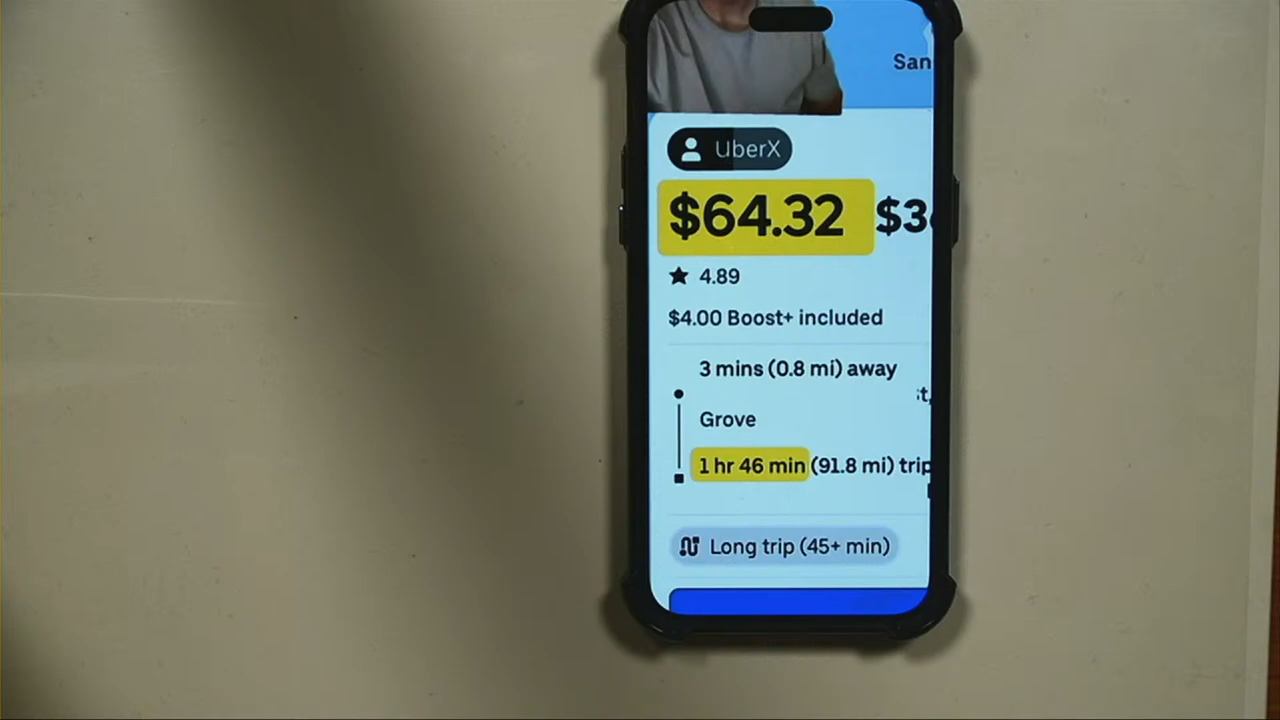 San
UberX
$64.32 $3
4.89
$4.00 Boost+ included
3 mins (0.8 mi) away
Grove
1 hr 46 min (91.8 mi) trip
Long trip (45+ min)